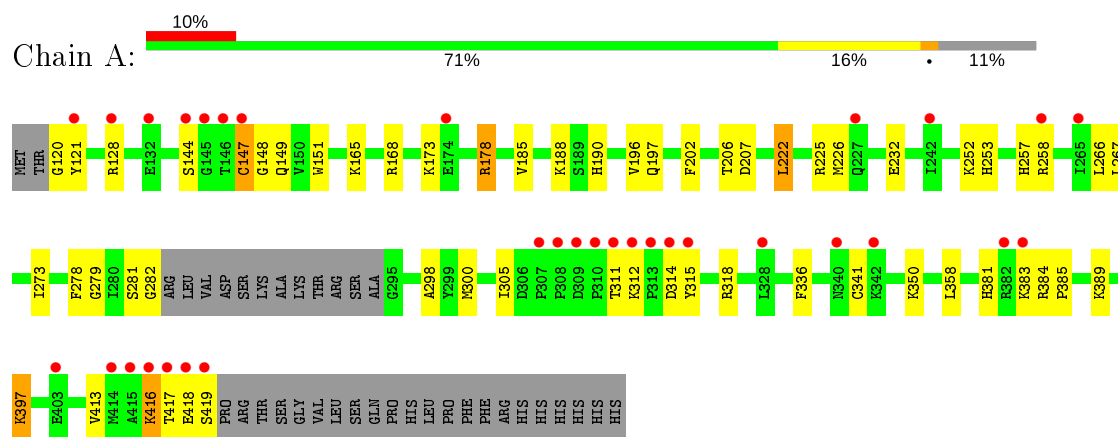 10%
Chain A:
71% 16% • 11%
MET THR G120 Y121 R128 E132 S144 G145 T146 C147 G148 Q149 V150 W151 K165 R168 K173 E174 R178 V185 K188 S189 H190 V196 Q197 F202 T206 D207 L222 R225 M226 Q227 E232 I242 K252 H253 H257 R258 I265 L266 L267
I273 F278 G279 I280 S281 G282 ARG LEU VAL ASP SER LYS ALA LYS THR ARG SER ALA G295 A298 Y299 M300 I305 D306 P307 P308 D309 P310 T311 K312 P313 D314 Y315 R318 L328 F336 N340 C341 K342 K350 L358 H381 R382 K383 R384 P385 K389
K397 E403 V413 M414 A415 K416 T417 E418 S419 PRO ARG THR SER GLY VAL LEU SER GLN PRO HIS LEU PRO PHE PHE ARG HIS HIS HIS HIS HIS HIS